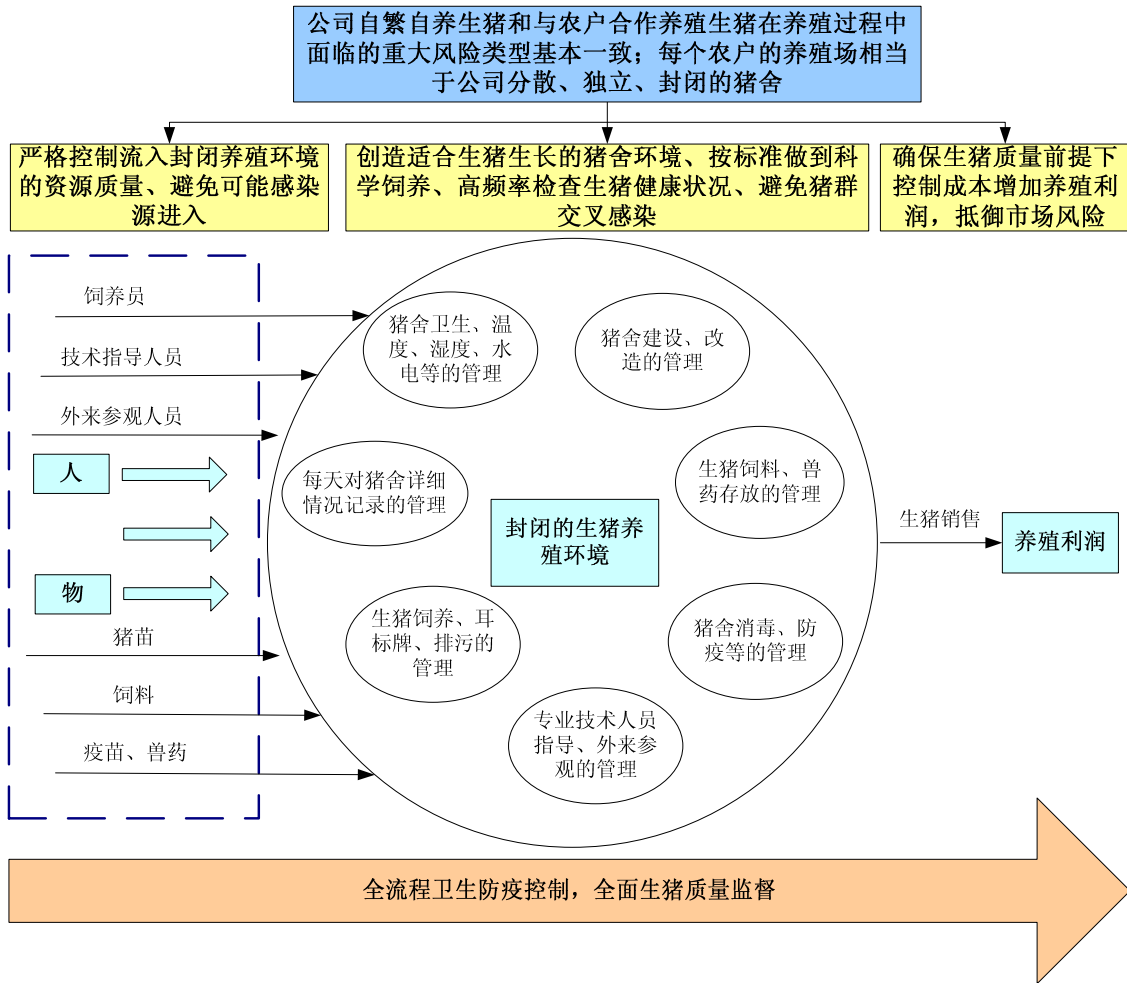 公司自繁自养生猪和与农户合作养殖生猪在养殖过程中
面临的重大风险类型基本一致；每个农户的养殖场相当
于公司分散、独立、封闭的猪舍
严格控制流入封闭养殖环境
的资源质量、避免可能感染
源进入
创造适合生猪生长的猪舍环境、按标准做到科
学饲养、高频率检查生猪健康状况、避免猪群
交叉感染
确保生猪质量前提下
控制成本增加养殖利
润，抵御市场风险
饲养员
技术指导人员
外来参观人员
人
物
猪苗
饲料
疫苗、兽药
猪舍卫生、温
度、湿度、水
电等的管理
猪舍建设、改
造的管理
每天对猪舍详细
情况记录的管理
生猪饲料、兽
药存放的管理
封闭的生猪养
殖环境
生猪饲养、耳
标牌、排污的
管理
猪舍消毒、防
疫等的管理
专业技术人员
指导、外来参
观的管理
生猪销售
养殖利润
全流程卫生防疫控制，全面生猪质量监督